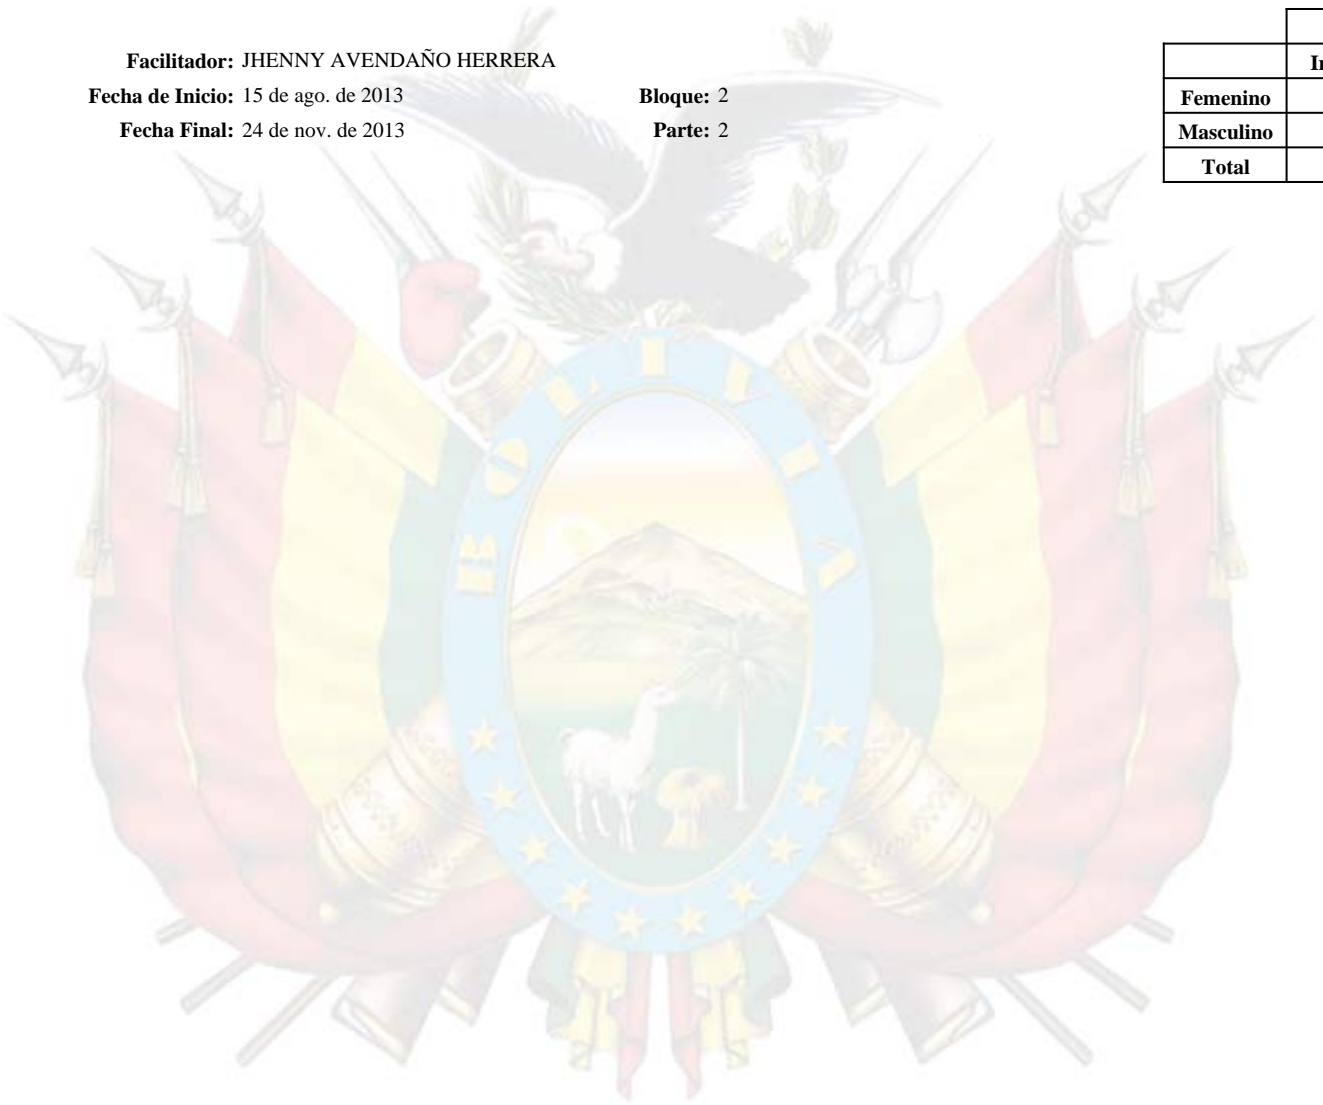 Facilitador: JHENNY AVENDAÑO HERRERA
Fecha de Inicio: 15 de ago. de 2013 Bloque: 2
Fecha Final: 24 de nov. de 2013 Parte: 2
Femenino
Masculino
Total
BOLIVIA